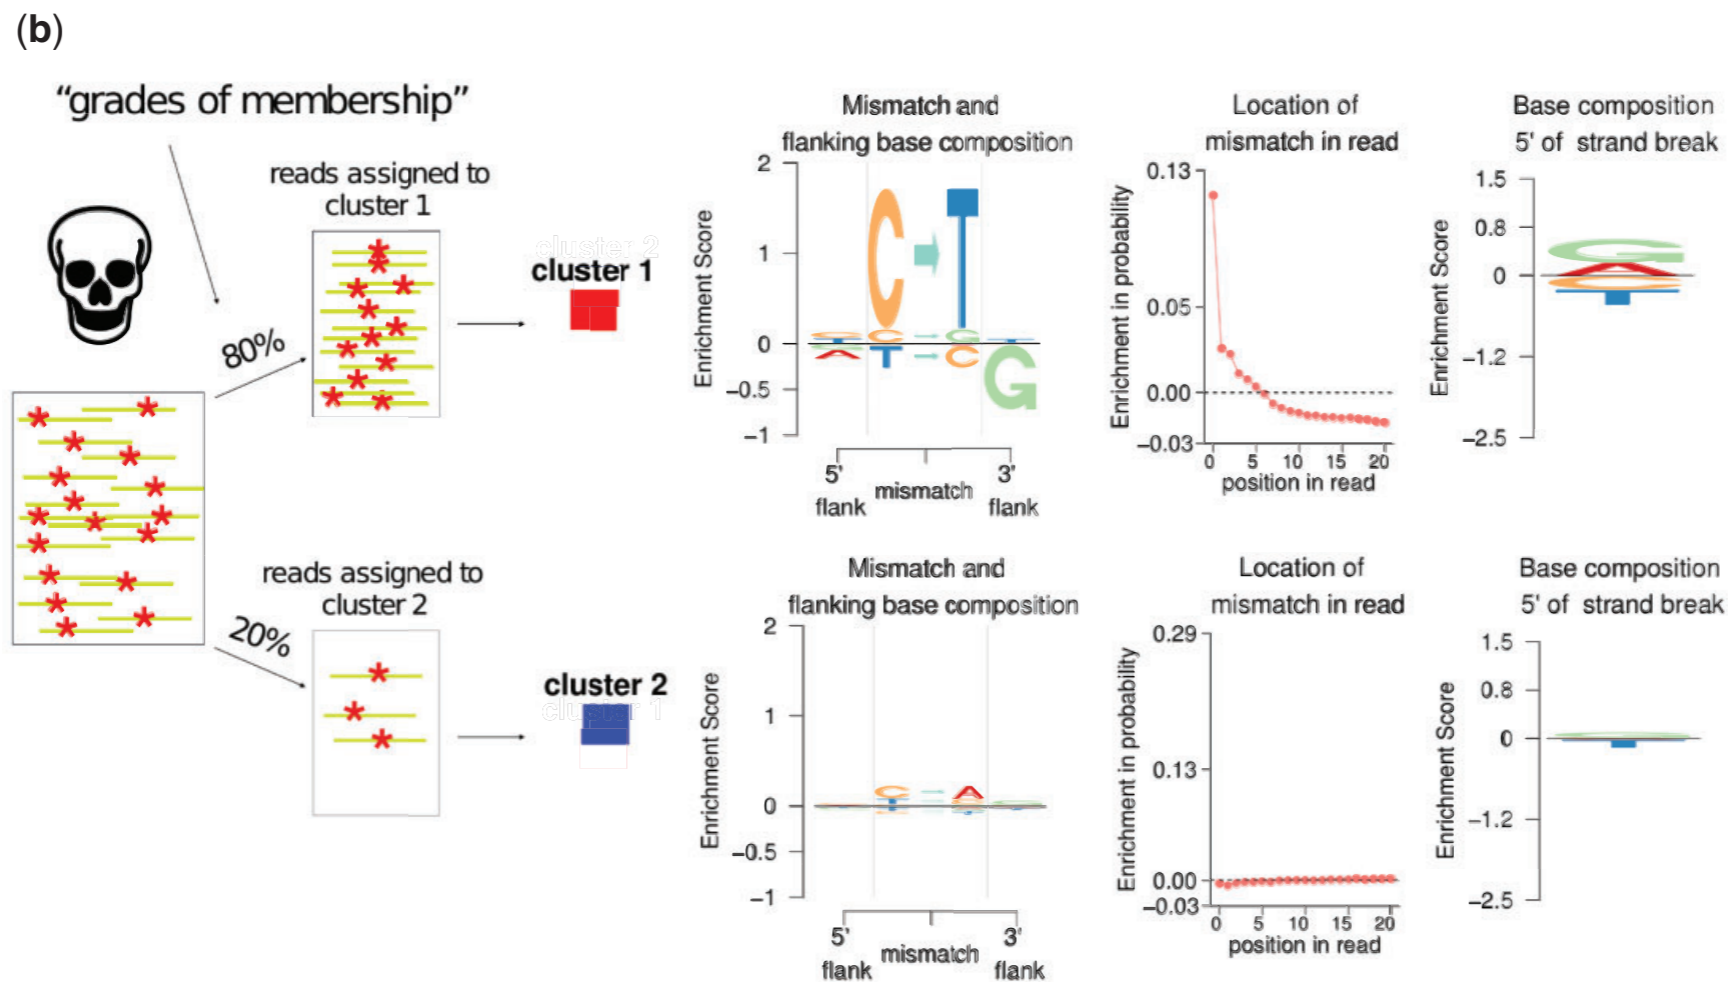 (b)
“grades of membership”
reads assigned to
cluster 1
80%
cluster 2
cluster 1
reads assigned to
cluster 2
20%
cluster 2
cluster 1
Mismatch and
flanking base composition
Enrichment Score
2
1
0
−0.5
−1
C T
C C G
A T C G
5'
flank
mismatch
3'
flank
Location of
mismatch in read
Enrichment in probability
0.13
0.05
0.00
−0.03
0 5 10 15 20
position in read
Base composition
5' of strand break
Enrichment Score
1.5
0.8
0
−1.2
−2.5
G
A
C
T
Mismatch and
flanking base composition
Enrichment Score
2
1
0
−0.5
−1
C A
T
5'
flank
mismatch
3'
flank
Location of
mismatch in read
Enrichment in probability
0.29
0.13
0.00
−0.03
0 5 10 15 20
position in read
Base composition
5' of strand break
Enrichment Score
1.5
0.8
0
−1.2
−2.5
T